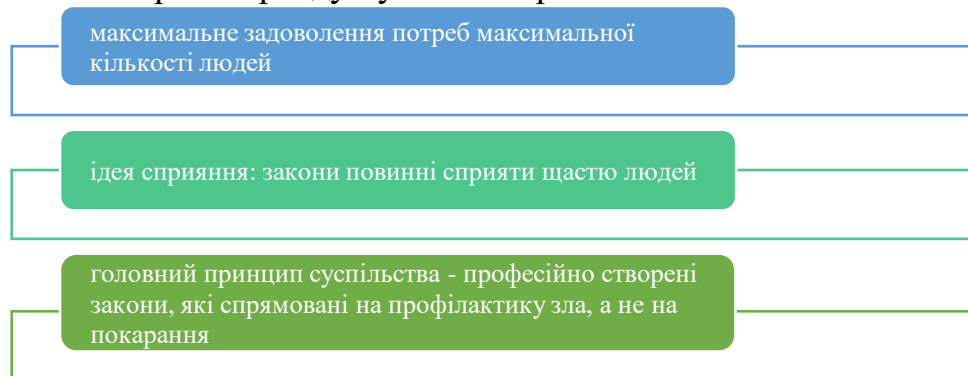 максимальне задоволення потреб максимальної
кількості людей
ідея сприяння: закони повинні сприяти щастю людей
головний принцип суспільства - професійно створені
закони, які спрямовані на профілактику зла, а не на
покарання